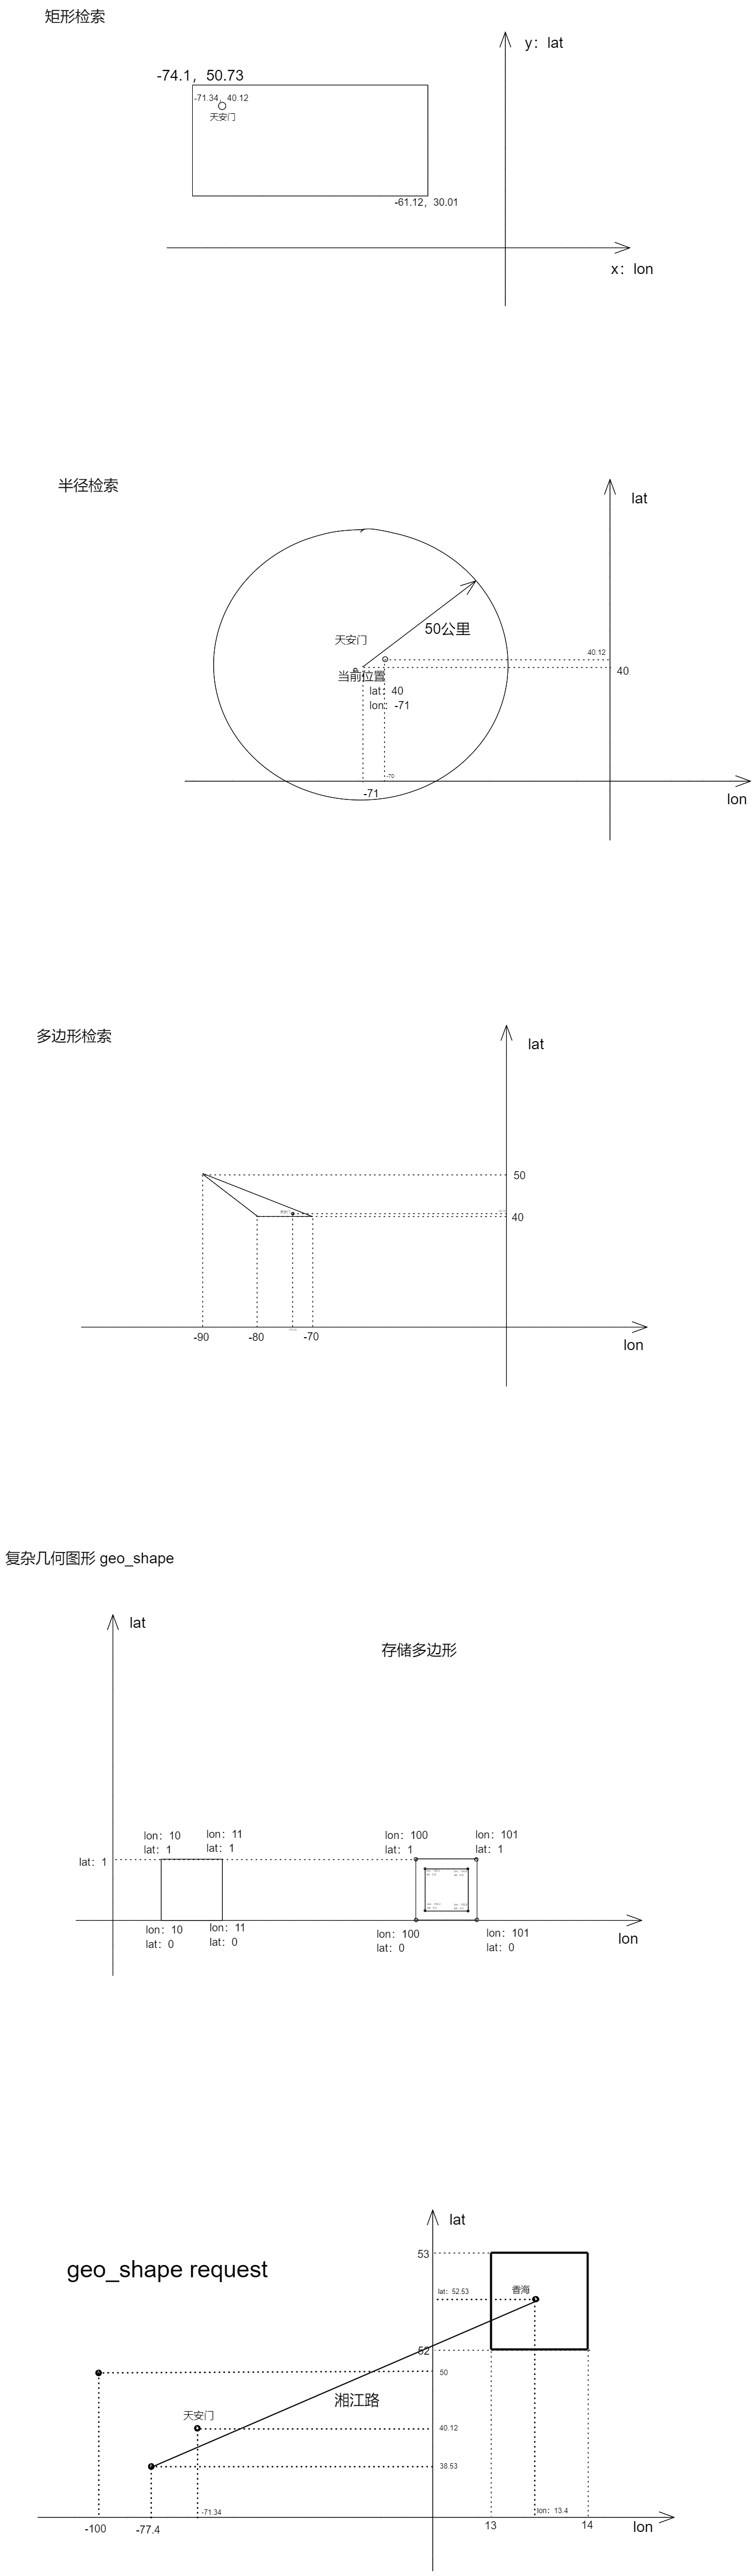 矩形检索
y：lat
-74.1，50.73
-71.34，40.12
天安门
-61.12，30.01
x：lon
半径检索
lat
50公里
天安门
40.12
当前位置
40
lat：40
lon：-71
-70
-71
lon
多边形检索
lat
50
40
-90
-80
-70
lon
复杂几何图形 geo_shape
lat
存储多边形
lon：10
lat：1
lon：11
lat：1
lon：100
lat：1
lon：101
lat：1
lat：1
lon：10
lat：0
lon：11
lat：0
lon：100
lat：0
lon：101
lat：0
lon
lat
geo_shape request
53
香海
lat：52.53
52
50
湘江路
天安门
40.12
38.53
-71.34
lon：13.4
-100
-77.4
13
14
lon